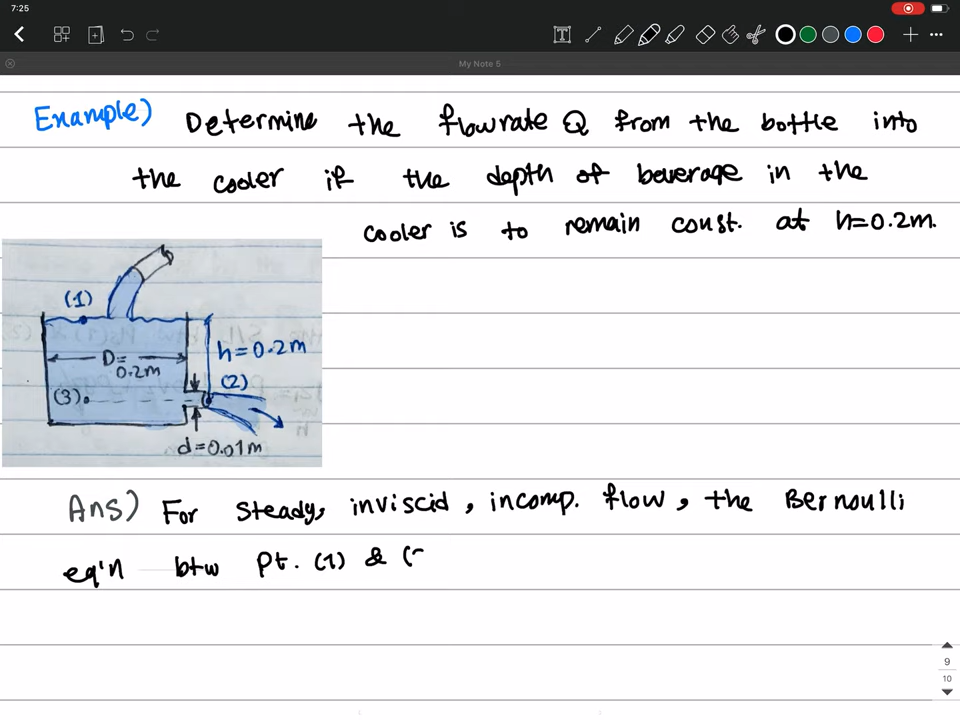 7:25
My Note 5
Example) Determine the flowrate Q from the bottle into
the cooler if the depth of beverage in the
cooler is to remain const. at h=0.2m.
(1)
D=
0.2m
h=0.2m
(2)
(3)
d=0.01m
Ans) For steady, inviscid, incomp. flow, the Bernoulli
eq'n btw pt. (1) & (
9
10